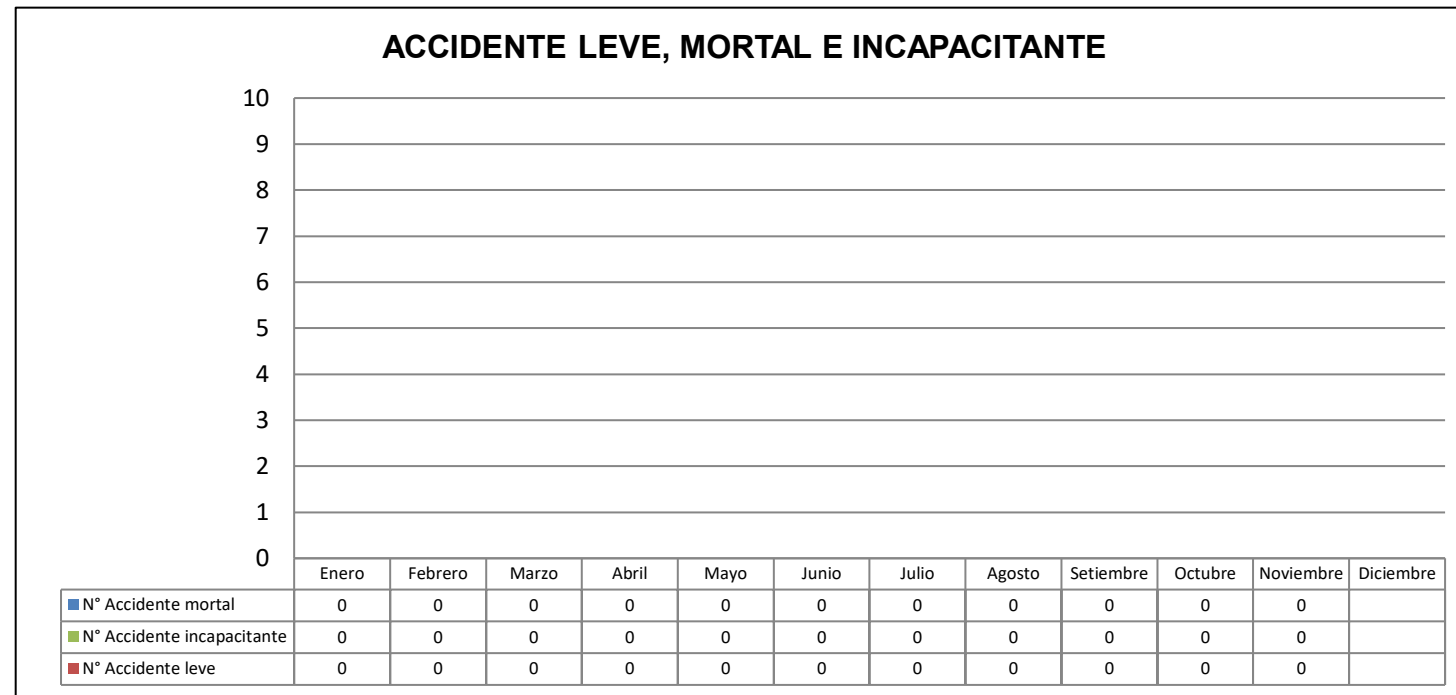 ACCIDENTE LEVE, MORTAL E INCAPACITANTE
10
9
8
7
6
5
4
3
2
1
0
Enero Febrero Marzo Abril Mayo Junio Julio Agosto Setiembre Octubre Noviembre Diciembre
N° Accidente mortal 0 0 0 0 0 0 0 0 0 0 0
N° Accidente incapacitante 0 0 0 0 0 0 0 0 0 0 0
N° Accidente leve 0 0 0 0 0 0 0 0 0 0 0